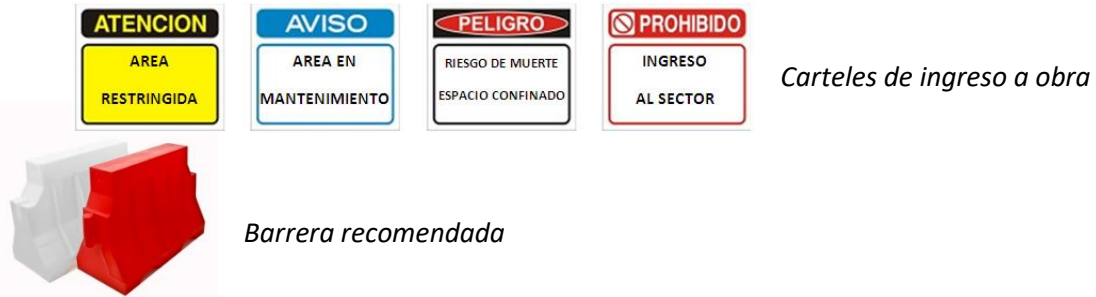 ATENCION
AREA
RESTRINGIDA
AVISO
AREA EN
MANTENIMIENTO
PELIGRO
RIESGO DE MUERTE
ESPACIO CONFINADO
PROHIBIDO
INGRESO
AL SECTOR
Carteles de ingreso a obra
Barrera recomendada